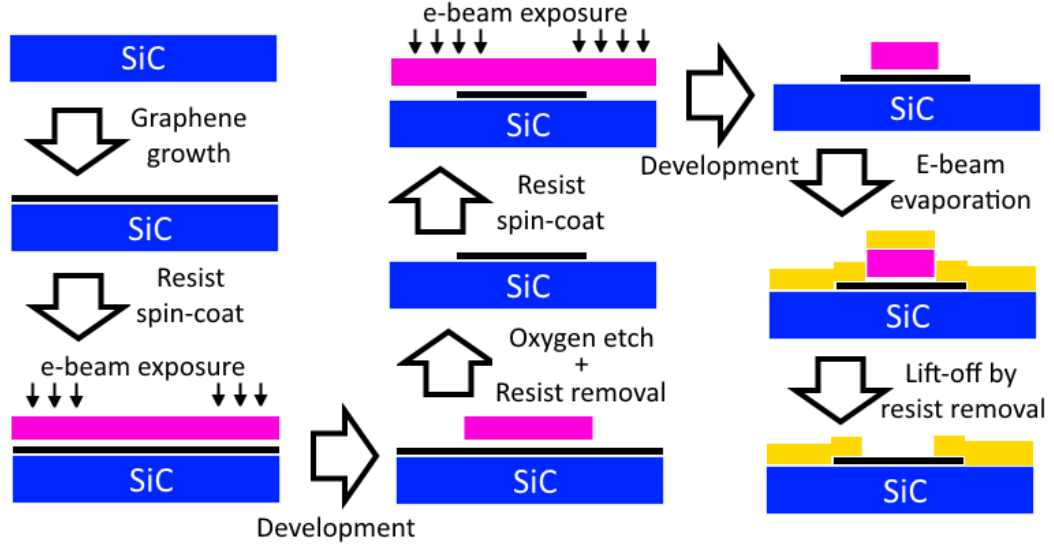 SiC
Graphene
growth
SiC
Resist
spin-coat
e-beam exposure
SiC
Development
SiC
Oxygen etch
+
Resist removal
SiC
Resist
spin-coat
e-beam exposure
SiC
Development
SiC
E-beam
evaporation
SiC
Lift-off by
resist removal
SiC